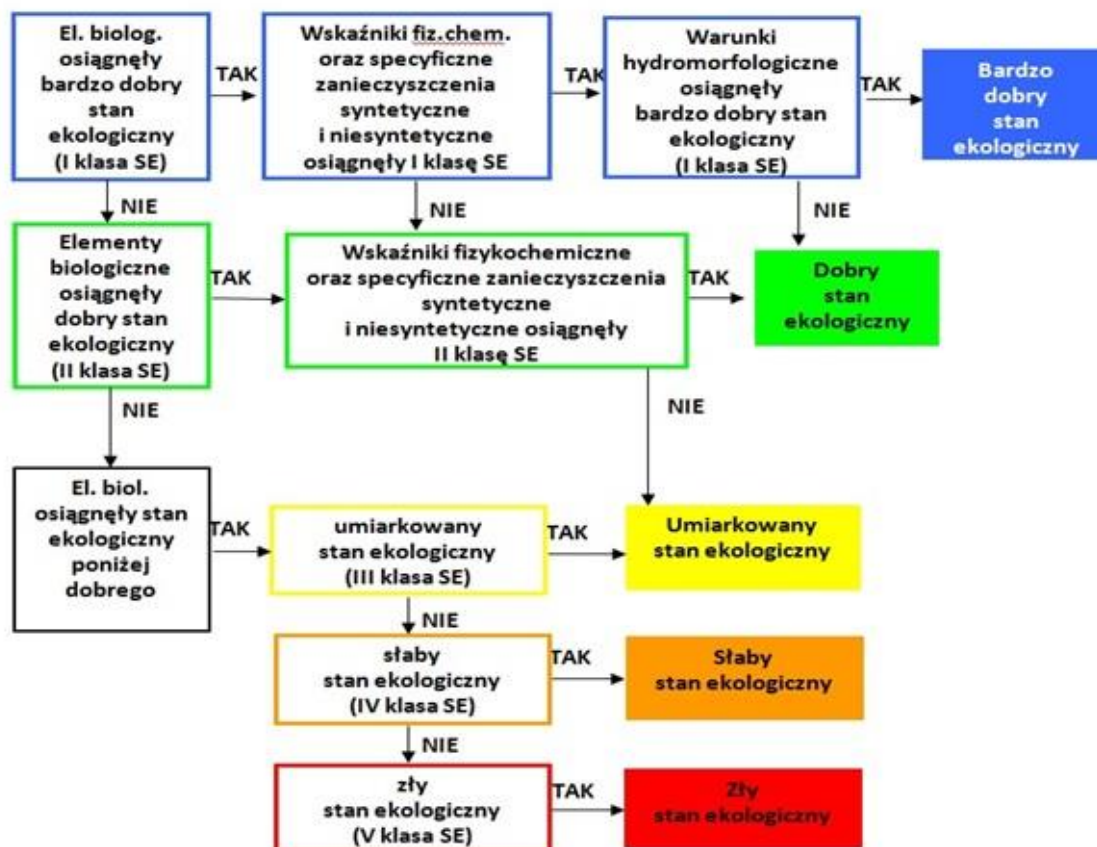 El. biolog.
osiągnęły
bardzo dobry
stan
ekologiczny
(I klasa SE)
TAK
Wskaźniki fiz.chem.
oraz specyficzne
zanieczyszczenia
syntetyczne
i niesyntetyczne
osiągnęły I klasę SE
TAK
Warunki
hydromorfologiczne
osiągnęły
bardzo dobry stan
ekologiczny
(I klasa SE)
TAK
Bardzo
dobry
stan
ekologiczny
NIE
NIE
NIE
Elementy
biologiczne
osiągnęły
dobry stan
ekologiczny
(II klasa SE)
TAK
Wskaźniki fizykochemiczne
oraz specyficzne zanieczyszczenia
syntetyczne
i niesyntetyczne osiągnęły
II klasę SE
TAK
Dobry
stan
ekologiczny
NIE
NIE
El. biol.
osiągnęły stan
ekologiczny
poniżej
dobrego
TAK
umiarkowany
stan ekologiczny
(III klasa SE)
TAK
Umiarkowany
stan ekologiczny
NIE
słaby
stan ekologiczny
(IV klasa SE)
TAK
Słaby
stan ekologiczny
NIE
zły
stan ekologiczny
(V klasa SE)
TAK
Zły
stan ekologiczny